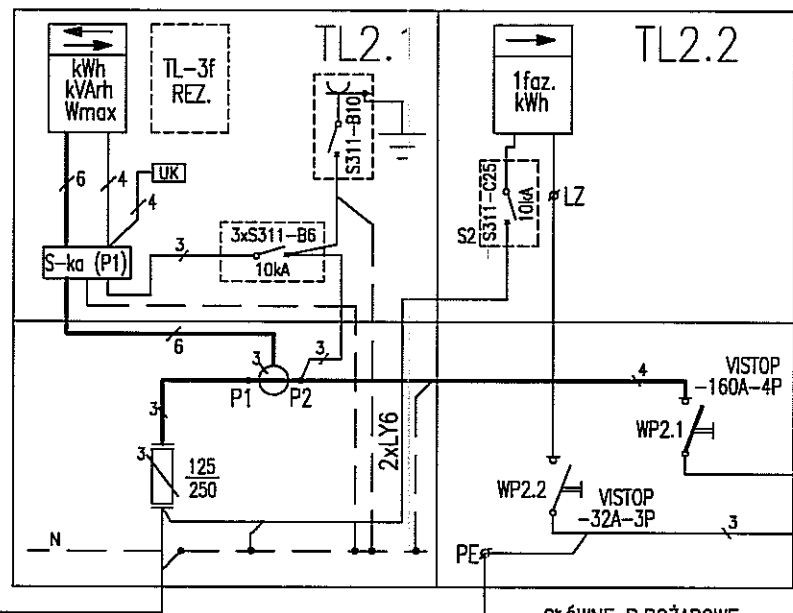 TL2.1
TL2.2
kWh
kVArh
Wmax
TL-3f
REZ.
S311-B10
1faz.
kWh
6
4
UK
4
S311-C25
10kA
S2
LZ
S-ka (P1)
3
3xS311-B6
10kA
6
3
3
P1
P2
4
VISTOP
-160A-4P
WP2.1
3
3
125
250
2xLY6
WP2.2
VISTOP
-32A-3P
3
N
PE